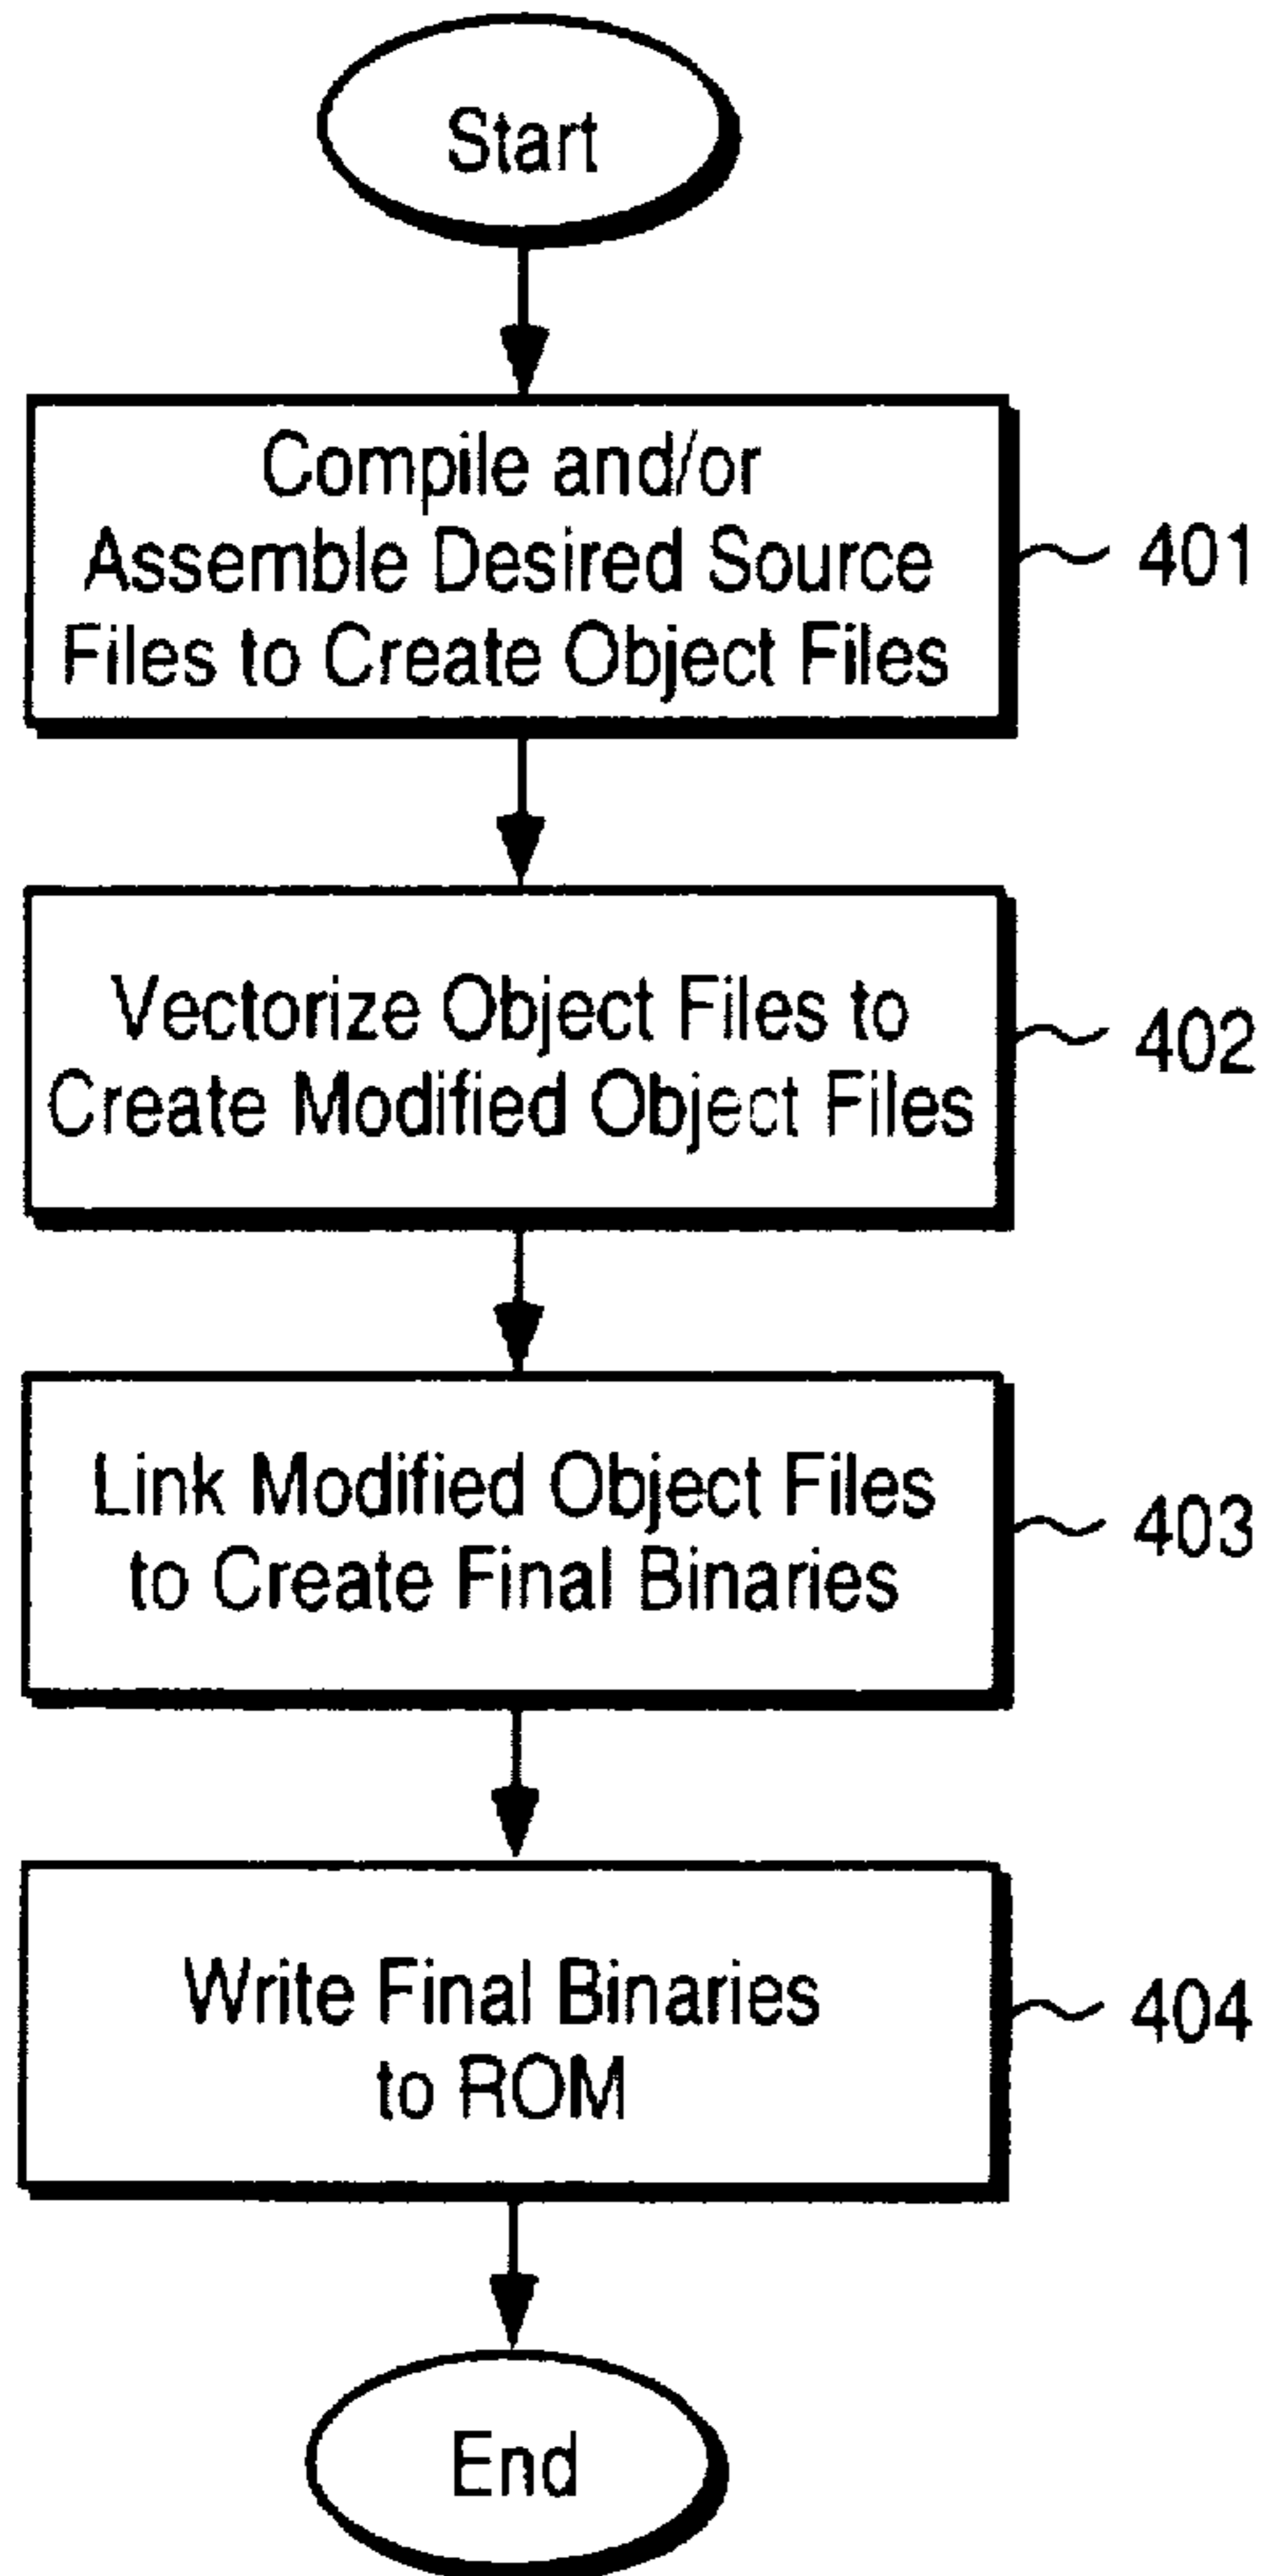 Start
Compile and/or
Assemble Desired Source
Files to Create Object Files
401
Vectorize Object Files to
Create Modified Object Files
402
Link Modified Object Files
to Create Final Binaries
403
Write Final Binaries
to ROM
404
End